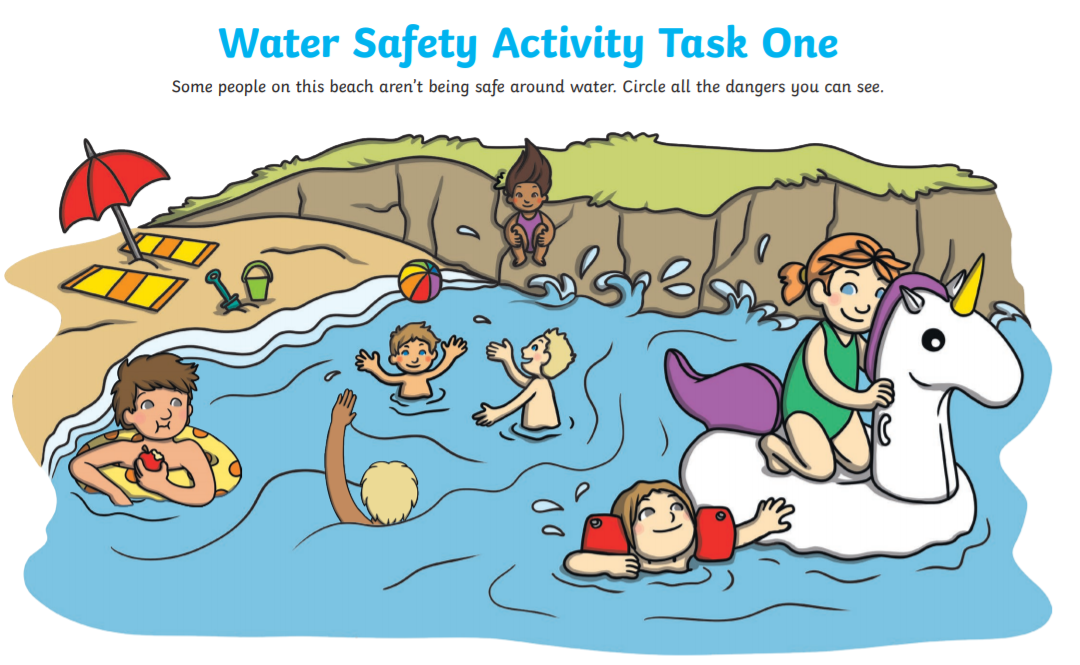 Water Safety Activity Task One
Some people on this beach aren't being safe around water. Circle all the dangers you can see.